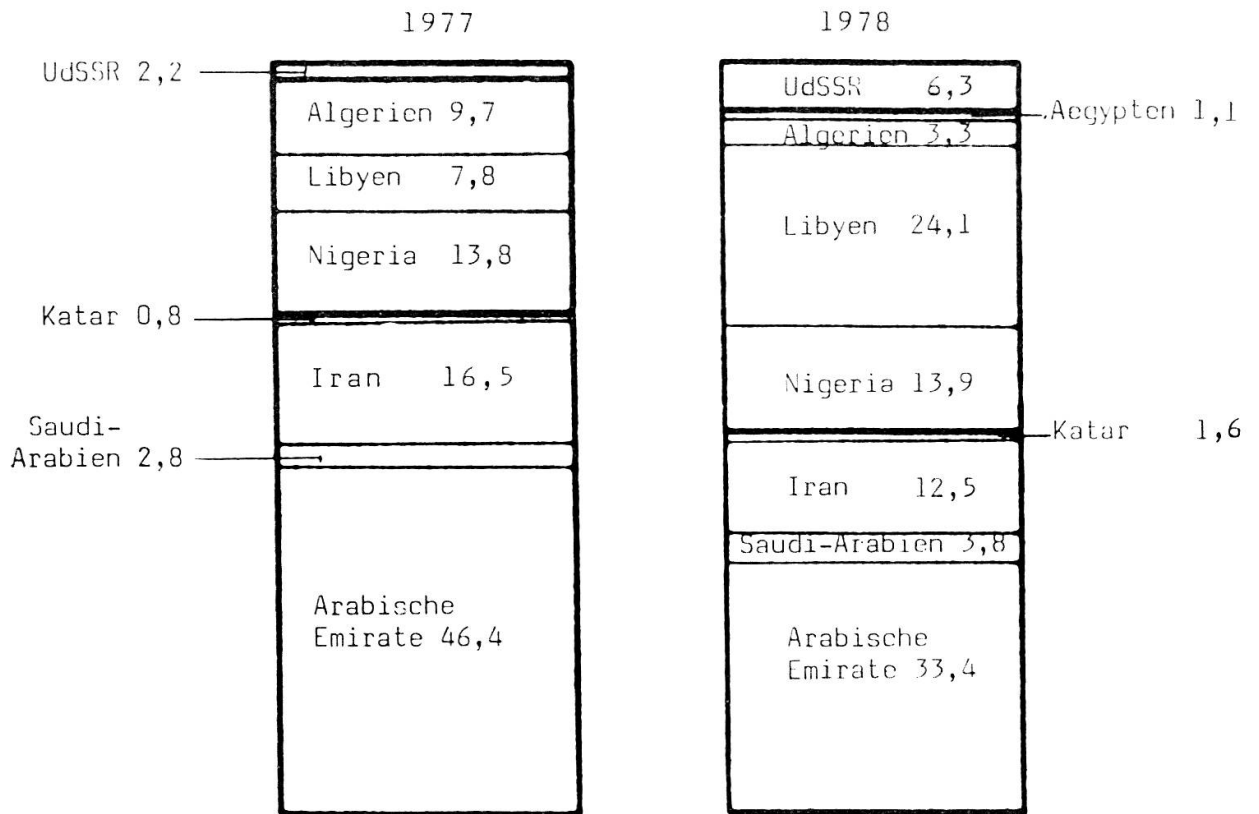 1977
UdSSR 2,2
Algerien 9,7
Libyen 7,8
Nigeria 13,8
Katar 0,8
Iran 16,5
Saudi-
Arabien 2,8
Arabische
Emirate 46,4
1978
UdSSR 6,3
Aegypten 1,1
Algerien 3,3
Libyen 24,1
Nigeria 13,9
Katar 1,6
Iran 12,5
Saudi-Arabien 3,8
Arabische
Emirate 33,4